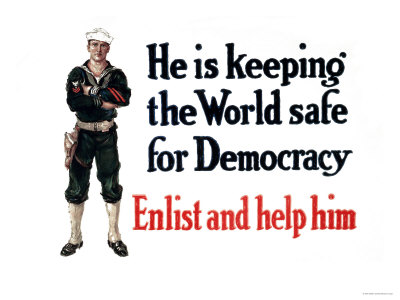 He is keeping
the World safe
for Democracy
Enlist and help him